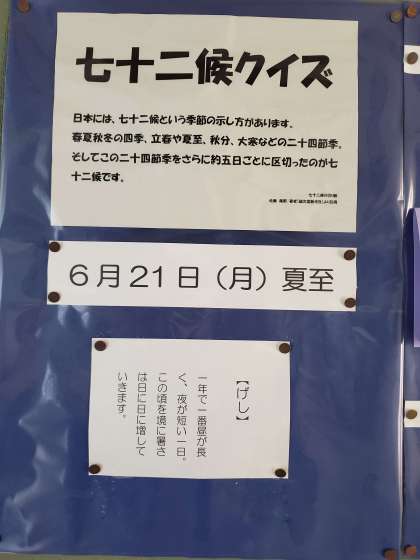 七十二候クイズ
日本には、七十二候という季節の示し方があります。
春夏秋冬の四季、立春や夏至、秋分、大寒などの二十四節季。
そしてこの二十四節季をさらに約五日ごとに区切ったのが七
十二候です。
6月21日（月）夏至
【げし】
一年で一番昼が長
く、夜が短い一日。
この頃を境に暑さ
は日に日に増して
いきます。